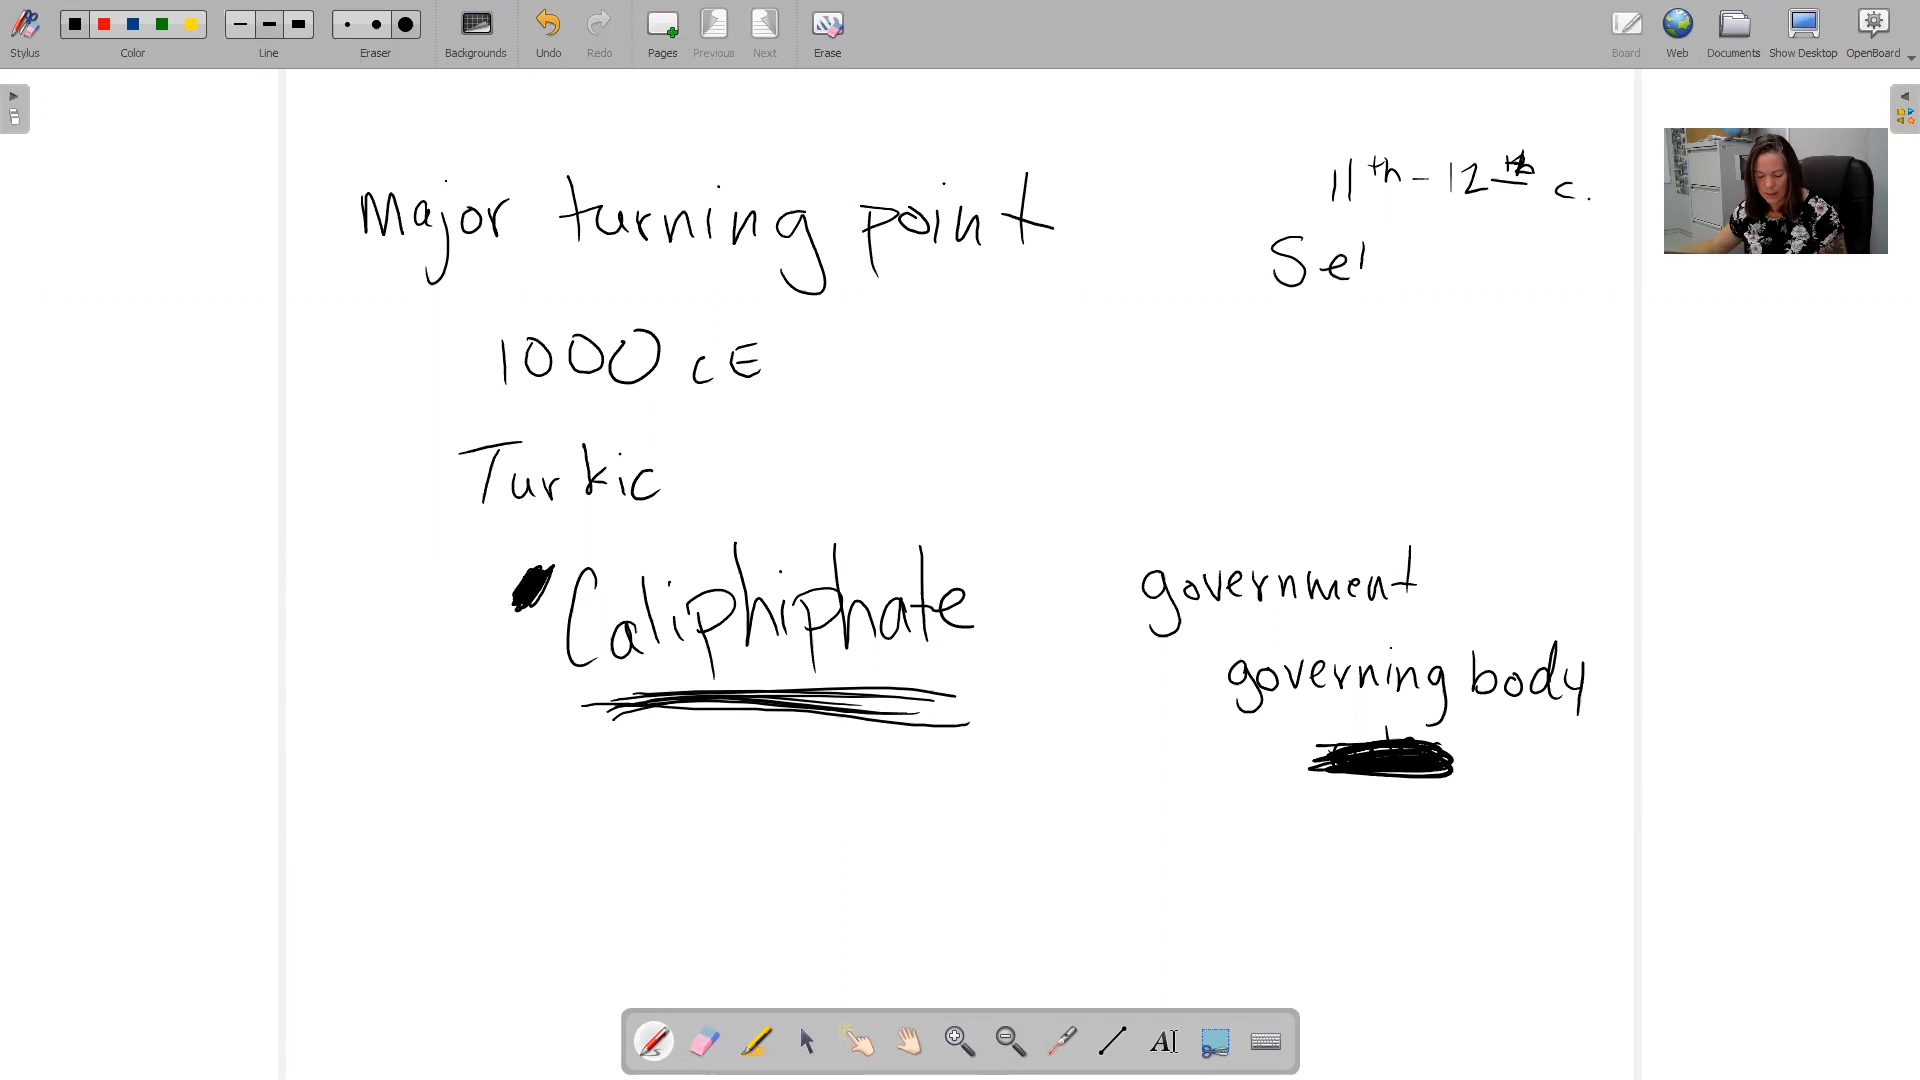 Stylus
Color
Line
Eraser
Backgrounds
Undo
Redo
Pages
Previous
Next
Erase
Board
Web
Documents
Show Desktop
OpenBoard
Major turning point
11th - 12th c.
Sel
1000 CE
Turkic
Caliphiphate
government
governing body
AI